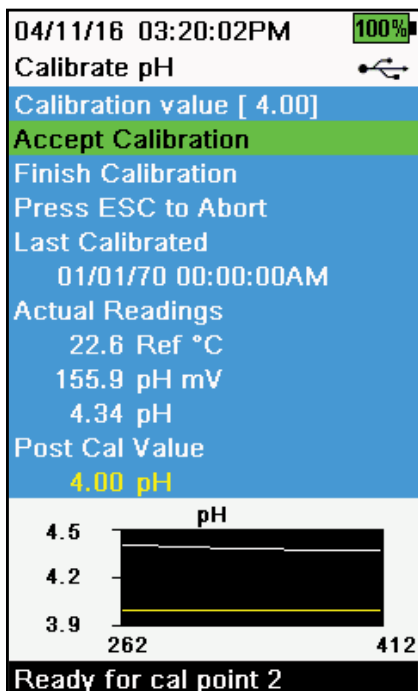 04/11/16 03:20:02PM 100%
Calibrate pH
Calibration value [ 4.00]
Accept Calibration
Finish Calibration
Press ESC to Abort
Last Calibrated
01/01/70 00:00:00AM
Actual Readings
22.6 Ref °C
155.9 pH mV
4.34 pH
Post Cal Value
4.00 pH
pH
4.5
4.2
3.9
262 412
Ready for cal point 2